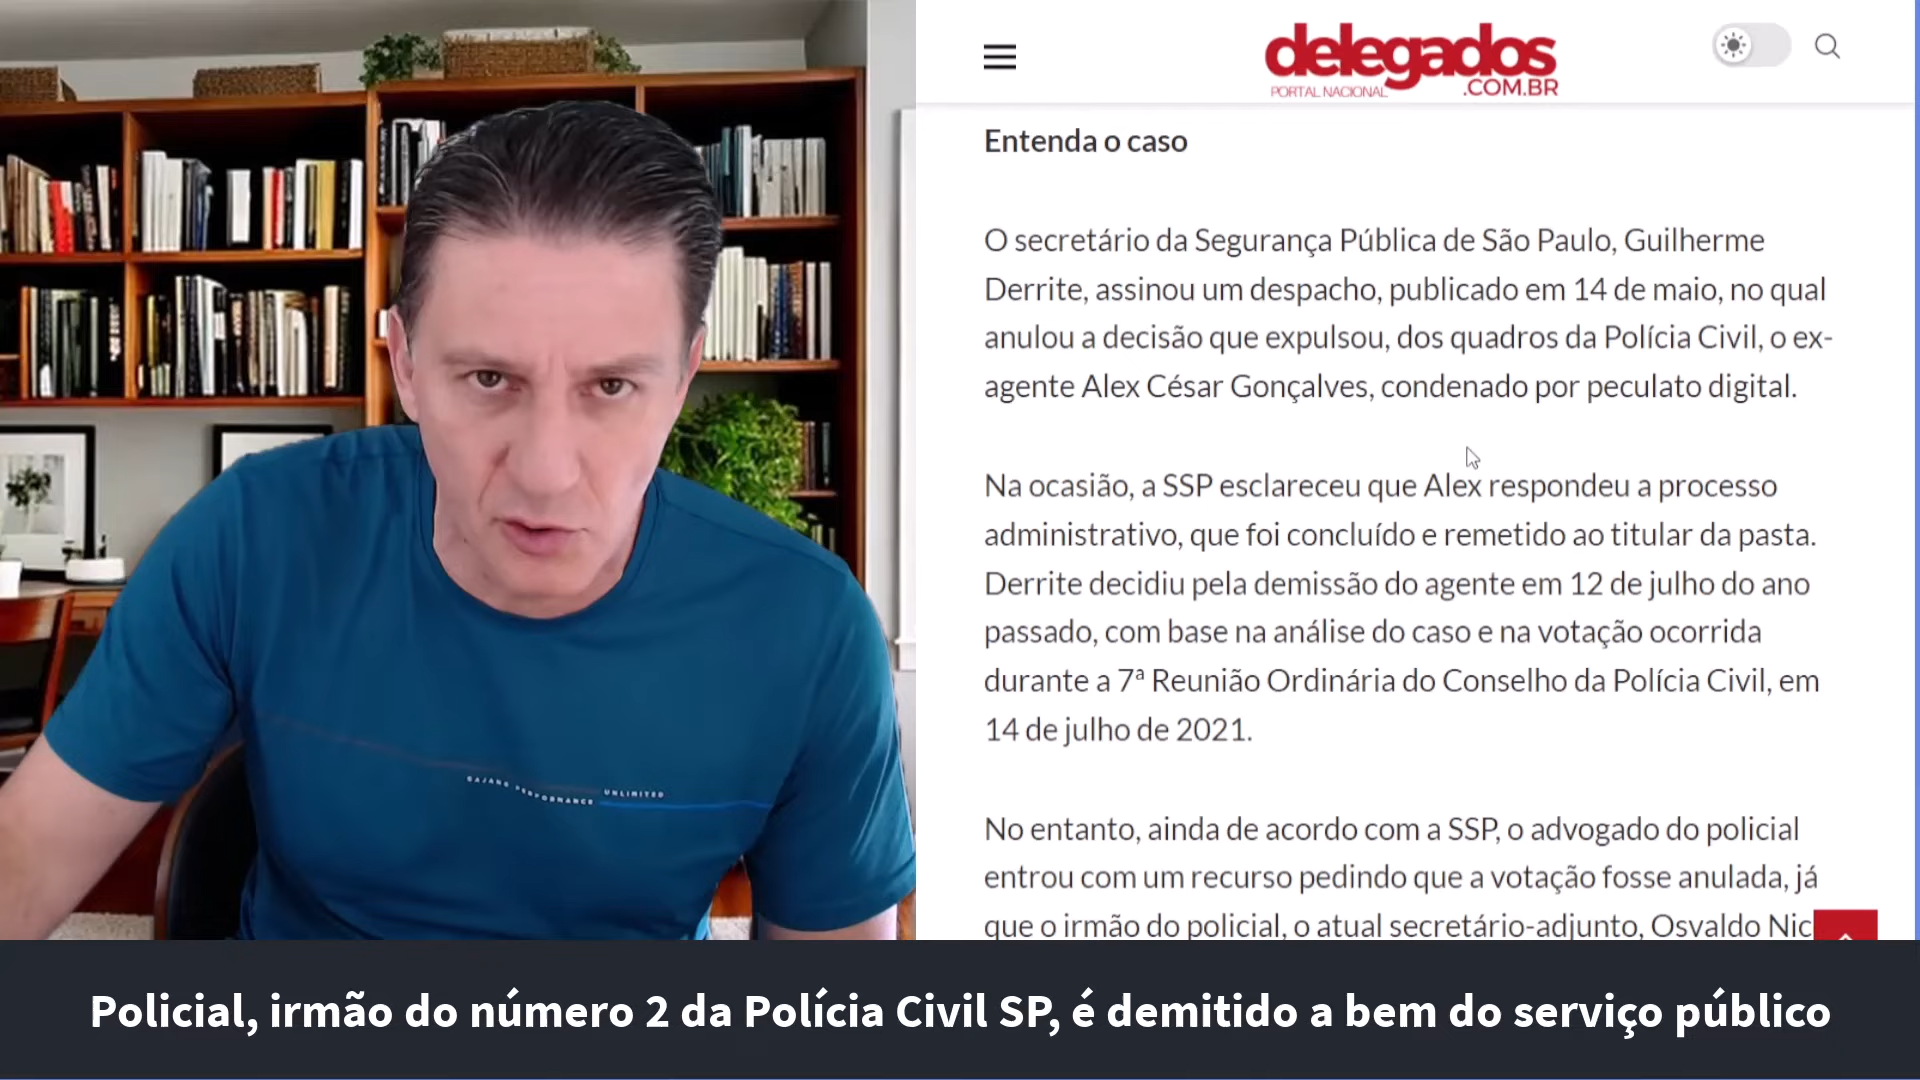 delegados
PORTAL NACIONAL .COM.BR
Entenda o caso
O secretário da Segurança Pública de São Paulo, Guilherme
Derrite, assinou um despacho, publicado em 14 de maio, no qual
anulou a decisão que expulsou, dos quadros da Polícia Civil, o ex-
agente Alex César Gonçalves, condenado por peculato digital.
Na ocasião, a SSP esclareceu que Alex respondeu a processo
administrativo, que foi concluído e remetido ao titular da pasta.
Derrite decidiu pela demissão do agente em 12 de julho do ano
passado, com base na análise do caso e na votação ocorrida
durante a 7ª Reunião Ordinária do Conselho da Polícia Civil, em
14 de julho de 2021.
No entanto, ainda de acordo com a SSP, o advogado do policial
entrou com um recurso pedindo que a votação fosse anulada, já
que o irmão do policial, o atual secretário-adjunto, Osvaldo Nic
PERFORMANCE UNLIMITED
Policial, irmão do número 2 da Polícia Civil SP, é demitido a bem do serviço público